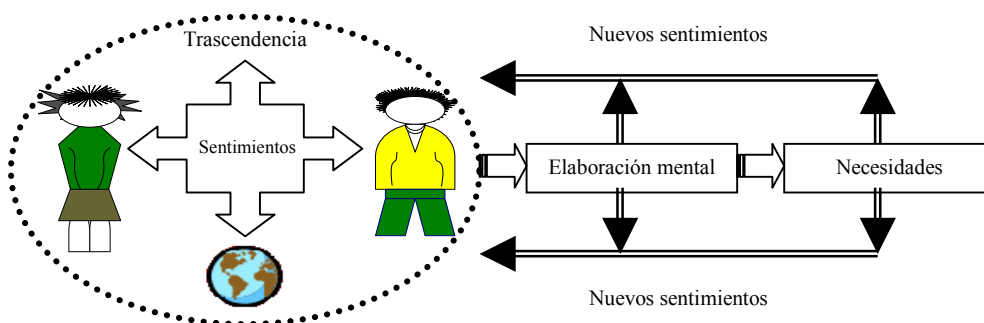 Nuevos sentimientos
Trascendencia
Sentimientos
Elaboración mental
Necesidades
Nuevos sentimientos